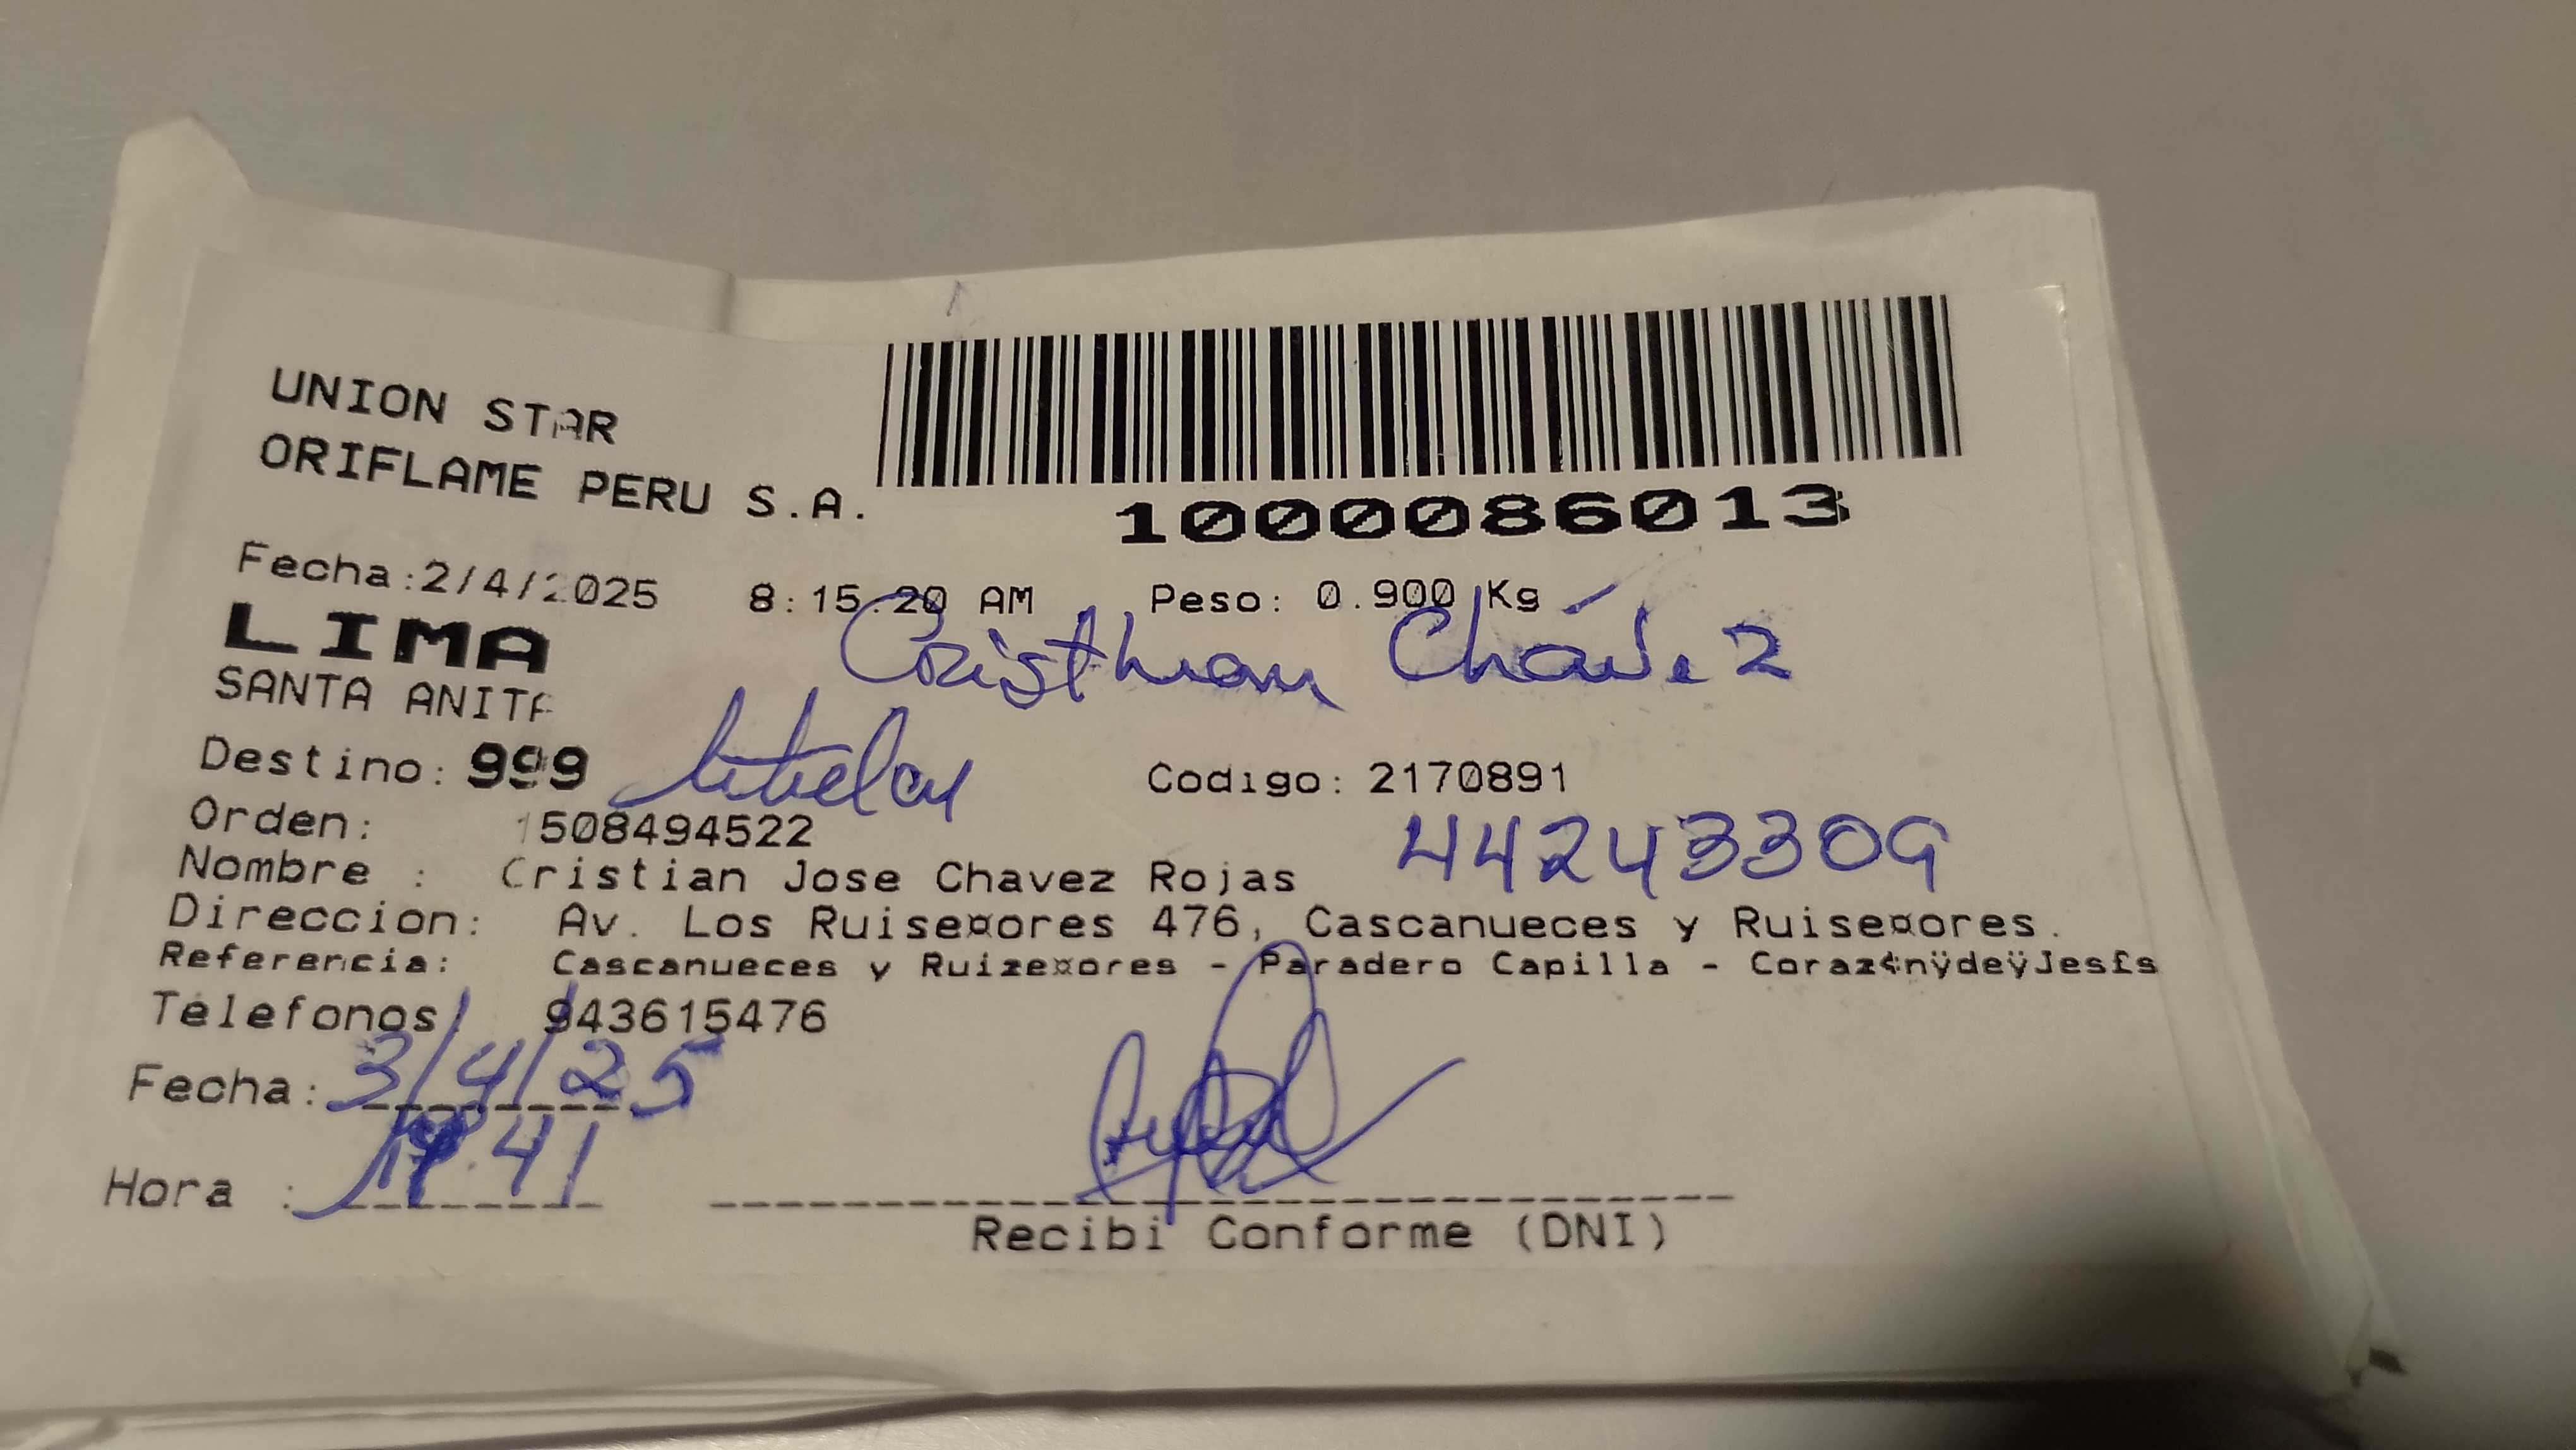 UNION STAR
ORIFLAME PERU S.A.
1000086013
Fecha:2/4/2025 8:15:20 AM Peso: 0.900 Kg
LIMA
Cristhian Chávez
SANTA ANITA
Destino: 999 titular Codigo: 2170891
Orden: 1508494522
44243309
Nombre : Cristian Jose Chavez Rojas
Direccion: Av. Los Ruise¤ores 476, Cascanueces y Ruise¤ores.
Referencia: Cascanueces y Ruize¤ores - Paradero Capilla - Coraz¢nÿdeÿJes£s
Telefonos 943615476
Fecha: 3/4/25
Hora : 41
Recibi Conforme (DNI)